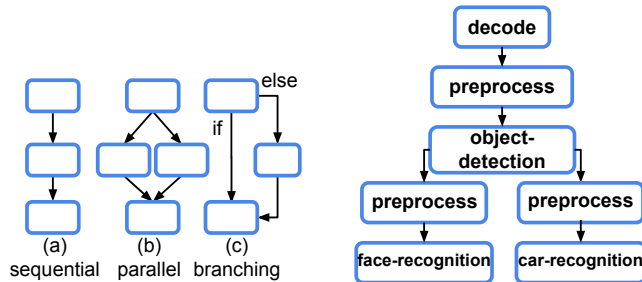 else
if
(a)
(b)
(c)
sequential
parallel
branching
decode
preprocess
object-
detection
preprocess
preprocess
face-recognition
car-recognition